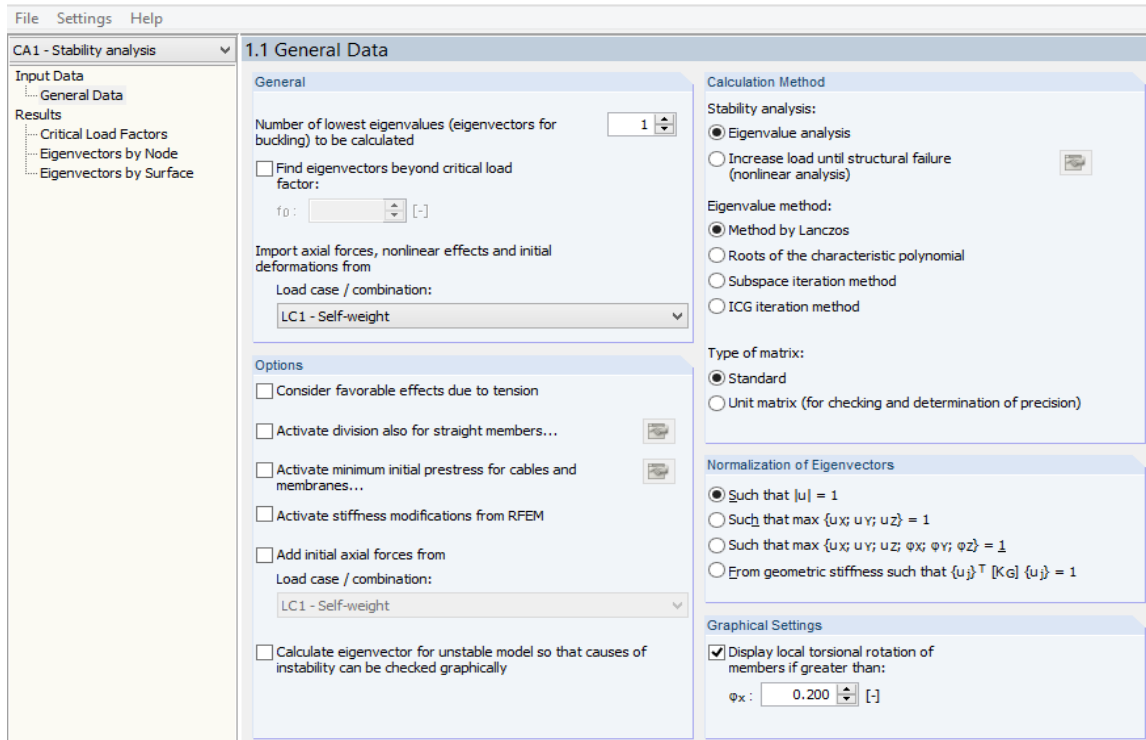 File Settings Help
CA1 - Stability analysis
Input Data
General Data
Results
Critical Load Factors
Eigenvectors by Node
Eigenvectors by Surface
1.1 General Data
General
Number of lowest eigenvalues (eigenvectors for
buckling) to be calculated
1
Find eigenvectors beyond critical load
factor:
f0 : [-]
Import axial forces, nonlinear effects and initial
deformations from
Load case / combination:
LC1 - Self-weight
Options
Consider favorable effects due to tension
Activate division also for straight members...
Activate minimum initial prestress for cables and
membranes...
Activate stiffness modifications from RFEM
Add initial axial forces from
Load case / combination:
LC1 - Self-weight
Calculate eigenvector for unstable model so that causes of
instability can be checked graphically
Calculation Method
Stability analysis:
Eigenvalue analysis
Increase load until structural failure
(nonlinear analysis)
Eigenvalue method:
Method by Lanczos
Roots of the characteristic polynomial
Subspace iteration method
ICG iteration method
Type of matrix:
Standard
Unit matrix (for checking and determination of precision)
Normalization of Eigenvectors
Such that |u| = 1
Such that max {uX; uY; uZ} = 1
Such that max {uX; uY; uZ; φX; φY; φZ} = 1
From geometric stiffness such that {uj}ᵀ [KG] {uj} = 1
Graphical Settings
Display local torsional rotation of
members if greater than:
φx : 0.200 [-]